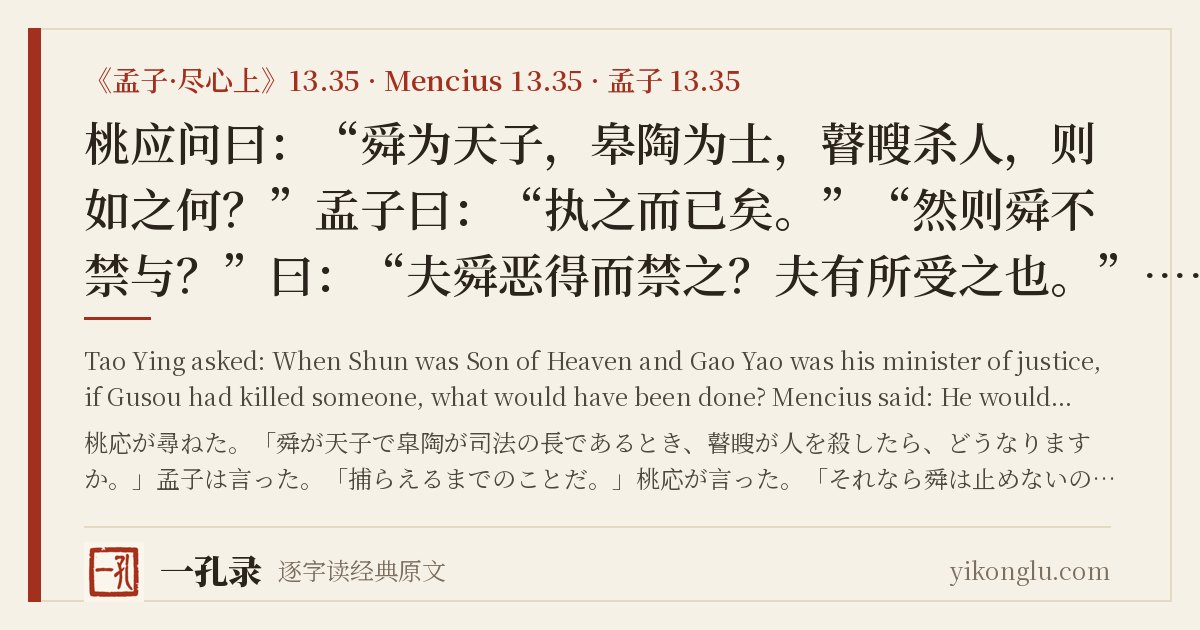 《孟子·尽心上》13.35 · Mencius 13.35 · 孟子 13.35
桃应问曰：“舜为天子，皋陶为士，瞽瞍杀人，则
如之何？”孟子曰：“执之而已矣。”“然则舜不
禁与？”曰：“夫舜恶得而禁之？夫有所受之也。”……
Tao Ying asked: When Shun was Son of Heaven and Gao Yao was his minister of justice,
if Gusou had killed someone, what would have been done? Mencius said: He would…
桃応が尋ねた。「舜が天子で皐陶が司法の長であるとき、瞽瞍が人を殺したら、どうなります
か。」孟子は言った。「捕らえるまでのことだ。」桃応が言った。「それなら舜は止めないの…
一孔
一孔录 逐字读经典原文 yikonglu.com